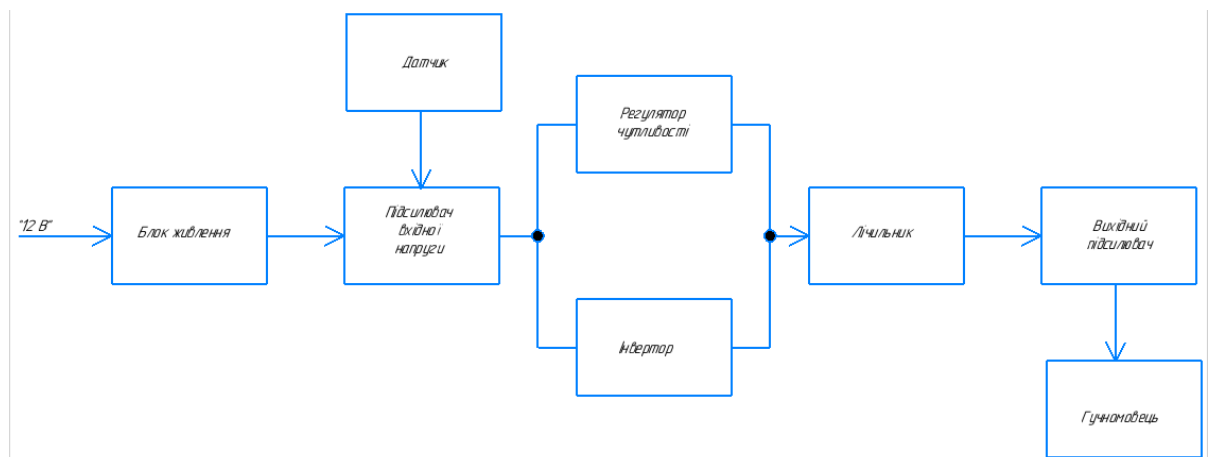 Датчик
Регулятор
чутливості
"12 В"
Блок живлення
Підсилювач
вхідної
напруги
Лічильник
Вихідний
підсилювач
Інвертор
Гучномовець